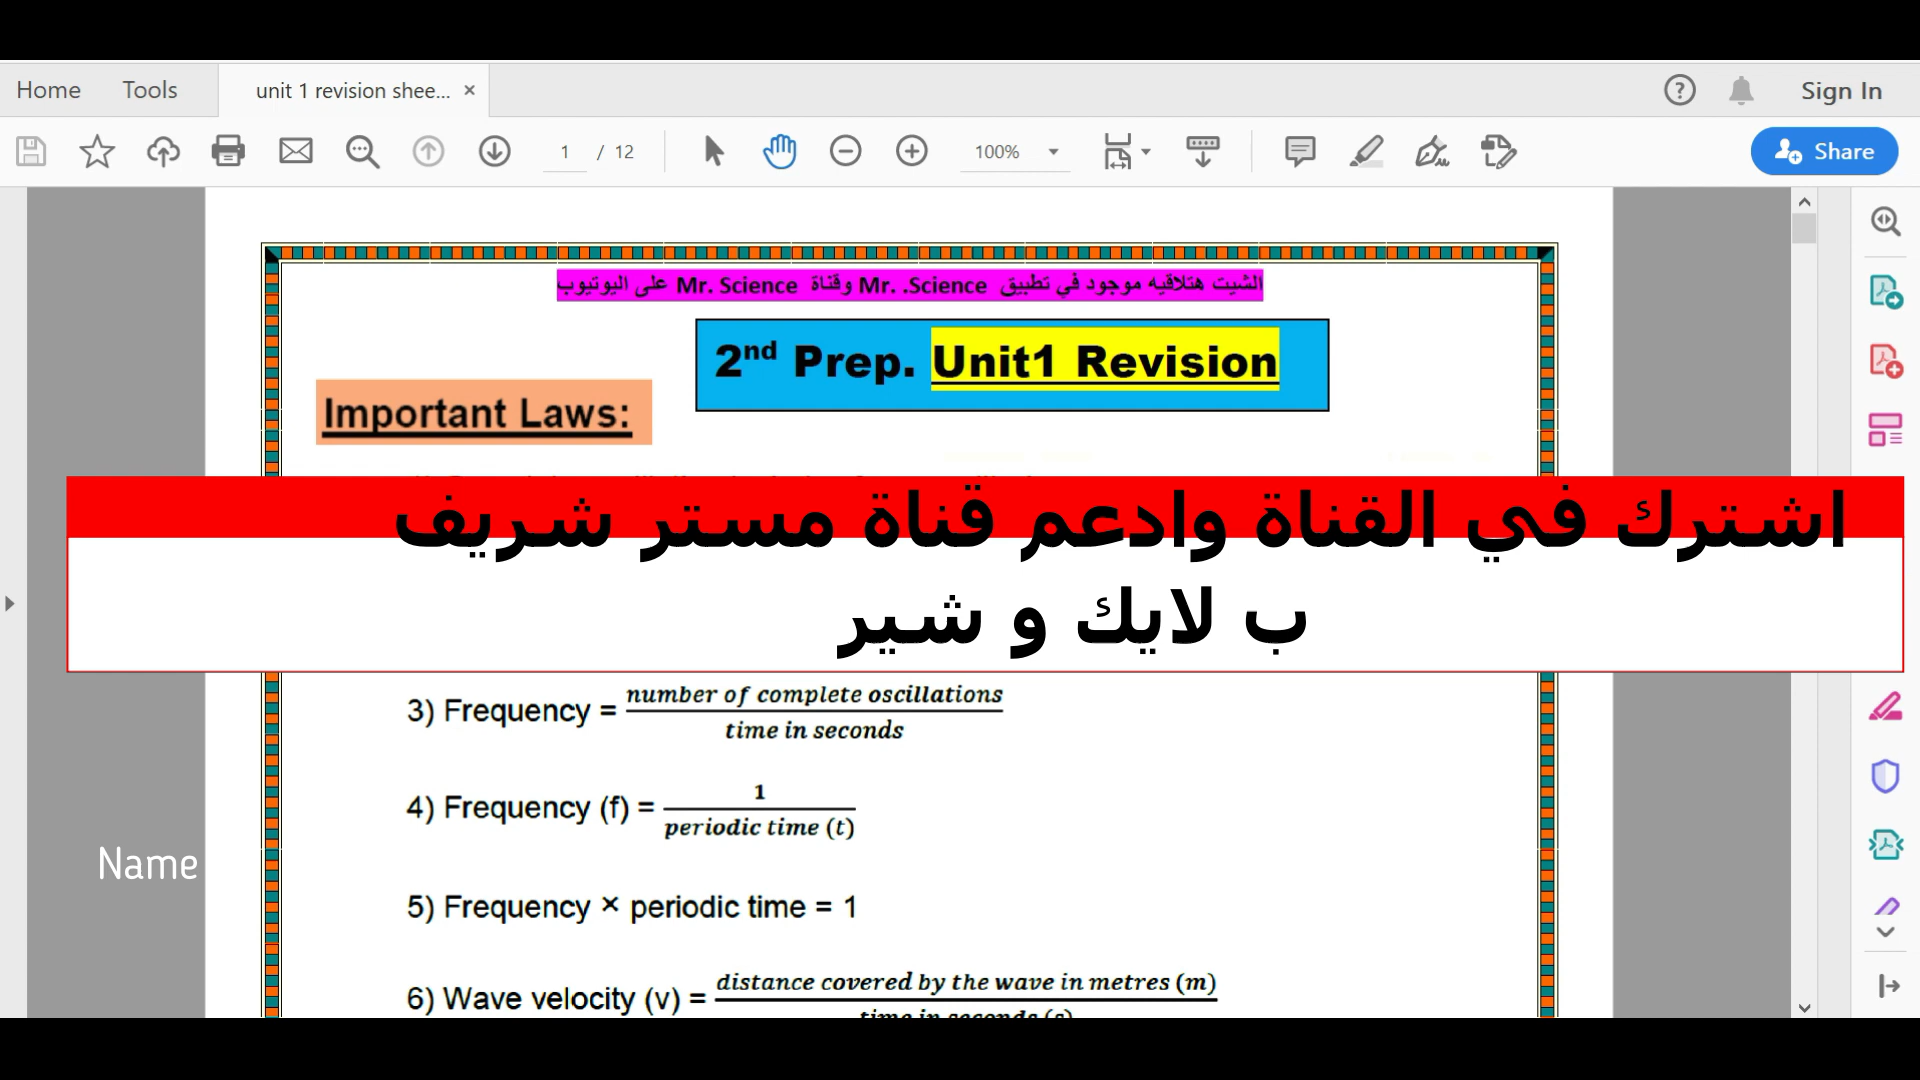 Home Tools unit 1 revision shee... × Sign In
1 / 12 100% Share
الشيت هتلاقيه موجود في تطبيق Mr. .Science وقناة Mr. Science على اليوتيوب
2nd Prep. Unit1 Revision
Important Laws:
اشترك في القناة وادعم قناة مستر شريف
ب لايك و شير
3) Frequency = number of complete oscillations
time in seconds
4) Frequency (f) = 1
periodic time (t)
Name
5) Frequency × periodic time = 1
6) Wave velocity (v) = distance covered by the wave in metres (m)
time in seconds (s)